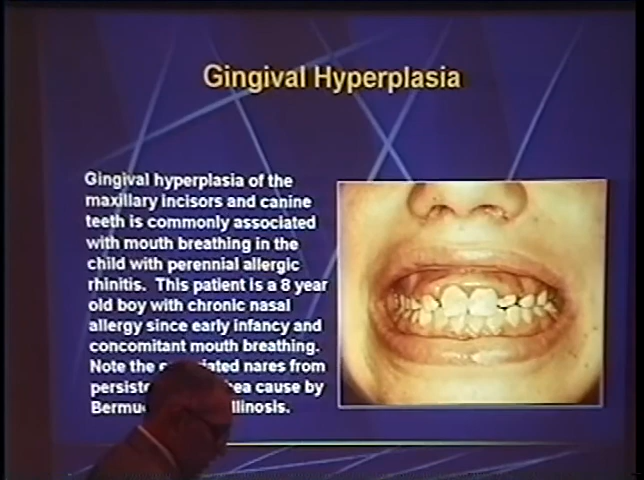 Gingival Hyperplasia
Gingival hyperplasia of the
maxillary incisors and canine
teeth is commonly associated
with mouth breathing in the
child with perennial allergic
rhinitis. This patient is a 8 year
old boy with chronic nasal
allergy since early infancy and
concomitant mouth breathing.
Note the nares from
cause by